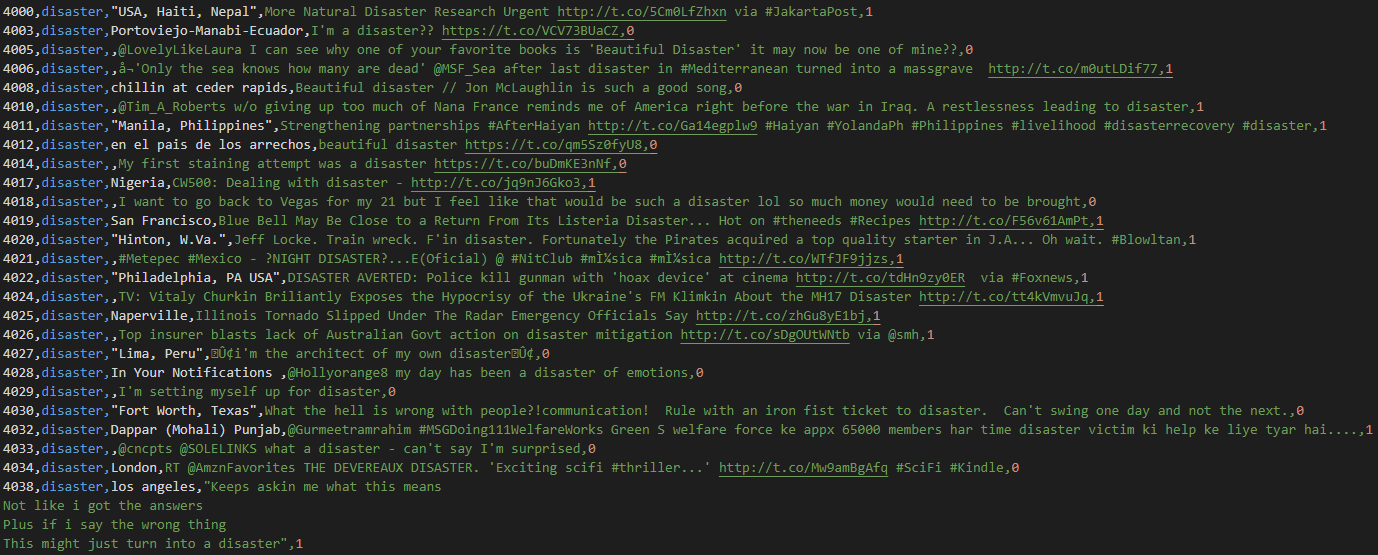 4000,disaster,"USA, Haiti, Nepal",More Natural Disaster Research Urgent http://t.co/5Cm0LfZhxn via #JakartaPost,1
4003,disaster,Portoviejo-Manabi-Ecuador,I'm a disaster?? https://t.co/VCV73BUaCZ,0
4005,disaster,,@LovelyLikeLaura I can see why one of your favorite books is 'Beautiful Disaster' it may now be one of mine??,0
4006,disaster,,å¬'Only the sea knows how many are dead' @MSF_Sea after last disaster in #Mediterranean turned into a massgrave  http://t.co/m0utLDif77,1
4008,disaster,chillin at ceder rapids,Beautiful disaster // Jon McLaughlin is such a good song,0
4010,disaster,,@Tim_A_Roberts w/o giving up too much of Nana France reminds me of America right before the war in Iraq. A restlessness leading to disaster,1
4011,disaster,"Manila, Philippines",Strengthening partnerships #AfterHaiyan http://t.co/Ga14egplw9 #Haiyan #YolandaPh #Philippines #livelihood #disasterrecovery #disaster,1
4012,disaster,en el pais de los arrechos,beautiful disaster https://t.co/qm5Sz0fyU8,0
4014,disaster,,My first staining attempt was a disaster https://t.co/buDmKE3nNf,0
4017,disaster,Nigeria,CW500: Dealing with disaster - http://t.co/jq9nJ6Gko3,1
4018,disaster,,I want to go back to Vegas for my 21 but I feel like that would be such a disaster lol so much money would need to be brought,0
4019,disaster,San Francisco,Blue Bell May Be Close to a Return From Its Listeria Disaster... Hot on #theneeds #Recipes http://t.co/F56v61AmPt,1
4020,disaster,"Hinton, W.Va.",Jeff Locke. Train wreck. F'in disaster. Fortunately the Pirates acquired a top quality starter in J.A... Oh wait. #Blowltan,1
4021,disaster,,#Metepec #Mexico - ?NIGHT DISASTER?...E(Oficial) @ #NitClub #mÌ¼sica #mÌ¼sica http://t.co/WTfJF9jjzs,1
4022,disaster,"Philadelphia, PA USA",DISASTER AVERTED: Police kill gunman with 'hoax device' at cinema http://t.co/tdHn9zy0ER  via #Foxnews,1
4024,disaster,,TV: Vitaly Churkin Briliantly Exposes the Hypocrisy of the Ukraine's FM Klimkin About the MH17 Disaster http://t.co/tt4kVmvuJq,1
4025,disaster,Naperville,Illinois Tornado Slipped Under The Radar Emergency Officials Say http://t.co/zhGu8yE1bj,1
4026,disaster,,Top insurer blasts lack of Australian Govt action on disaster mitigation http://t.co/sDgOUtWNtb via @smh,1
4027,disaster,"Lima, Peru",Û¢i'm the architect of my own disasterÛ¢,0
4028,disaster,In Your Notifications ,@Hollyorange8 my day has been a disaster of emotions,0
4029,disaster,,I'm setting myself up for disaster,0
4030,disaster,"Fort Worth, Texas",What the hell is wrong with people?!communication!  Rule with an iron fist ticket to disaster.  Can't swing one day and not the next.,0
4032,disaster,Dappar (Mohali) Punjab,@Gurmeetramrahim #MSGDoing111WelfareWorks Green S welfare force ke appx 65000 members har time disaster victim ki help ke liye tyar hai....,1
4033,disaster,,@cncpts @SOLELINKS what a disaster - can't say I'm surprised,0
4034,disaster,London,RT @AmznFavorites THE DEVEREAUX DISASTER. 'Exciting scifi #thriller...' http://t.co/Mw9amBgAfq #SciFi #Kindle,0
4038,disaster,los angeles,"Keeps askin me what this means
Not like i got the answers
Plus if i say the wrong thing
This might just turn into a disaster",1